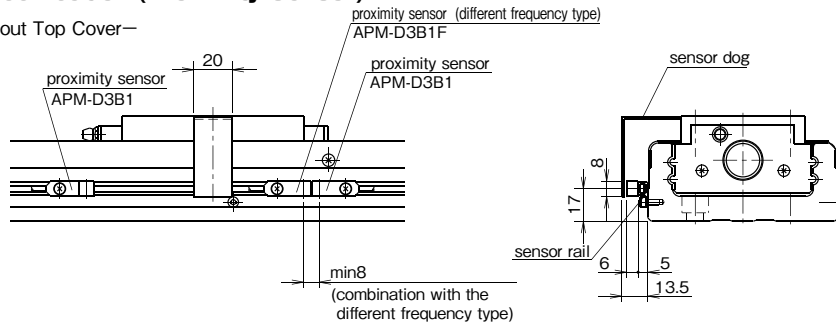 out Top Cover−
proximity sensor (different frequency type)
APM-D3B1F
20
proximity sensor
APM-D3B1
proximity sensor
APM-D3B1
sensor dog
8
17
sensor rail
6
5
13.5
min8
(combination with the
different frequency type)